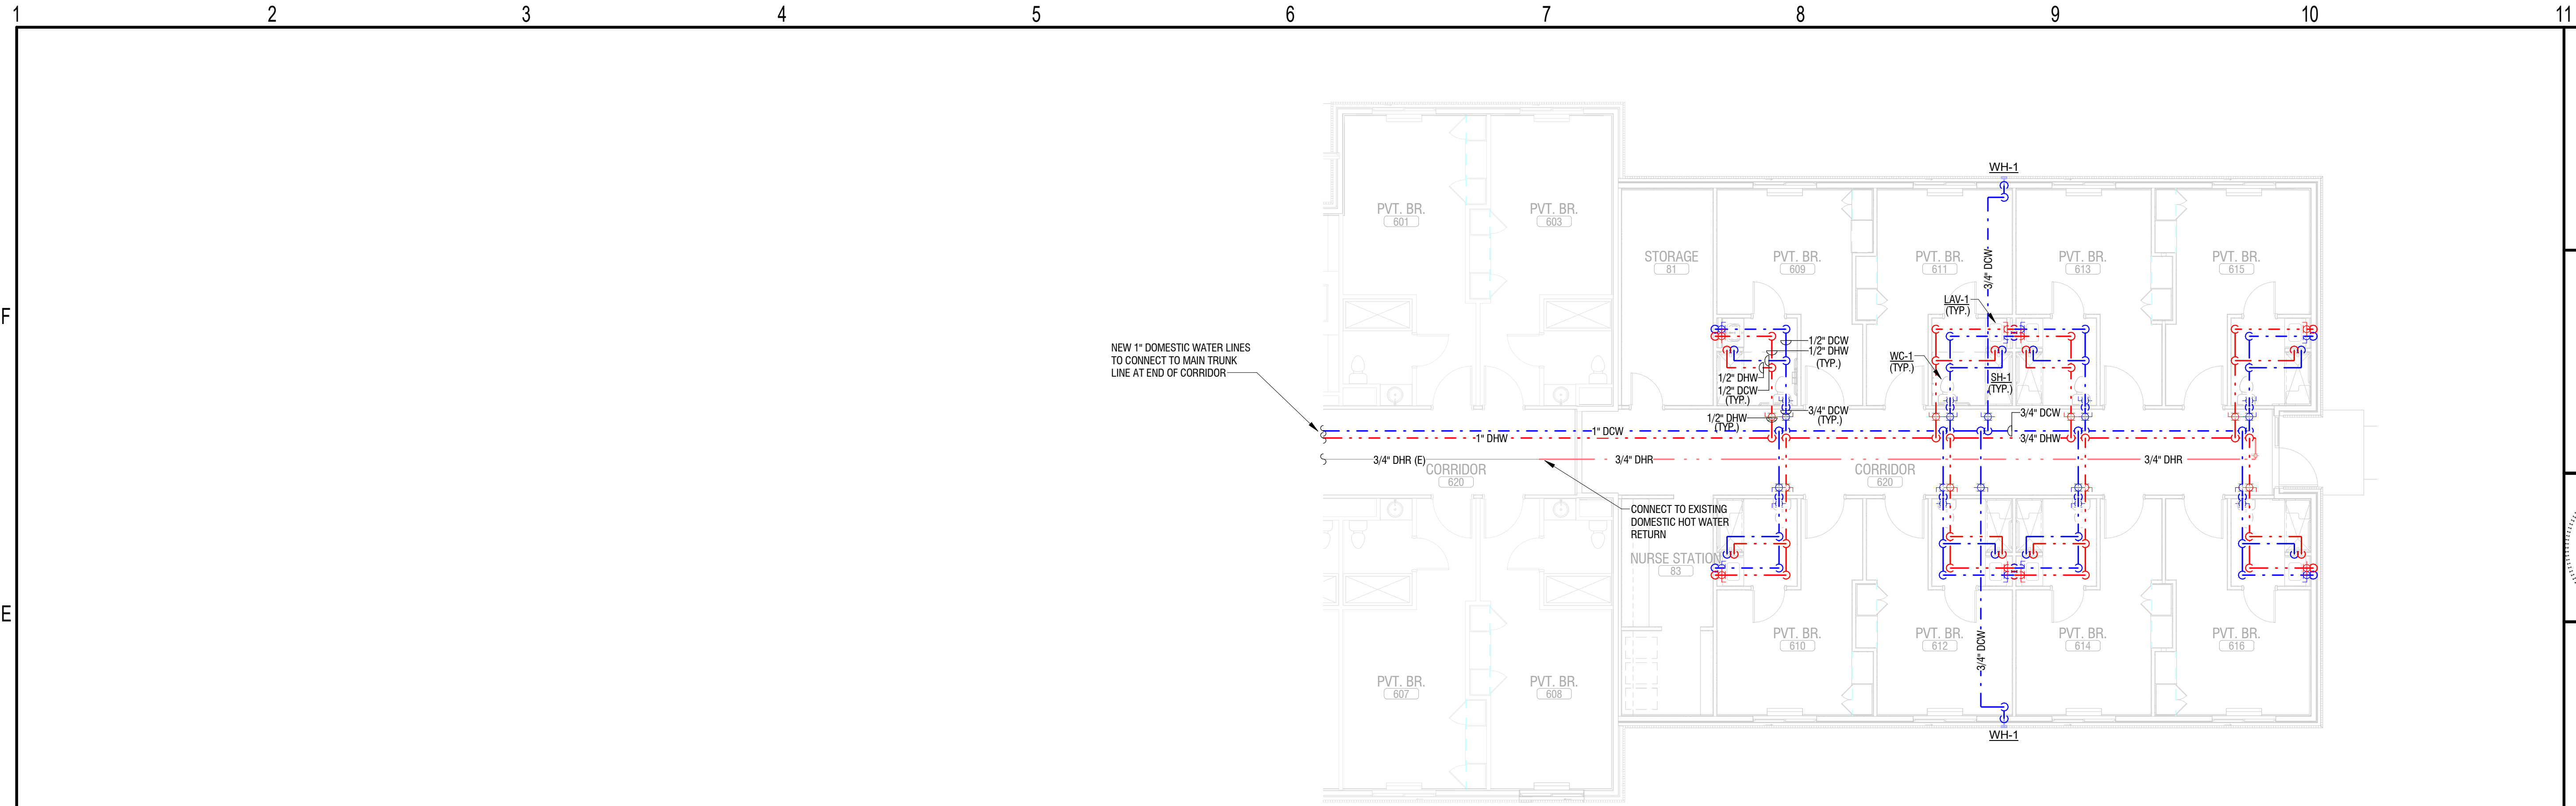 1 2 3 4 5 6 7 8 9 10 11
WH-1
PVT. BR.
601
PVT. BR.
603
STORAGE
81
PVT. BR.
609
PVT. BR.
611
3/4" DCW
PVT. BR.
613
PVT. BR.
615
F
LAV-1
(TYP.)
NEW 1" DOMESTIC WATER LINES
TO CONNECT TO MAIN TRUNK
LINE AT END OF CORRIDOR
1/2" DCW
1/2" DHW
(TYP.)
WC-1
(TYP.)
1/2" DHW
1/2" DCW
(TYP.)
SH-1
(TYP.)
1/2" DHW
(TYP.)
3/4" DCW
(TYP.)
3/4" DCW
1" DCW
1" DHW
3/4" DHW
3/4" DHR (E)
3/4" DHR
3/4" DHR
CORRIDOR
620
CORRIDOR
620
CONNECT TO EXISTING
DOMESTIC HOT WATER
RETURN
NURSE STATION
83
E
PVT. BR.
610
PVT. BR.
612
3/4" DCW
PVT. BR.
614
PVT. BR.
616
PVT. BR.
607
PVT. BR.
608
WH-1